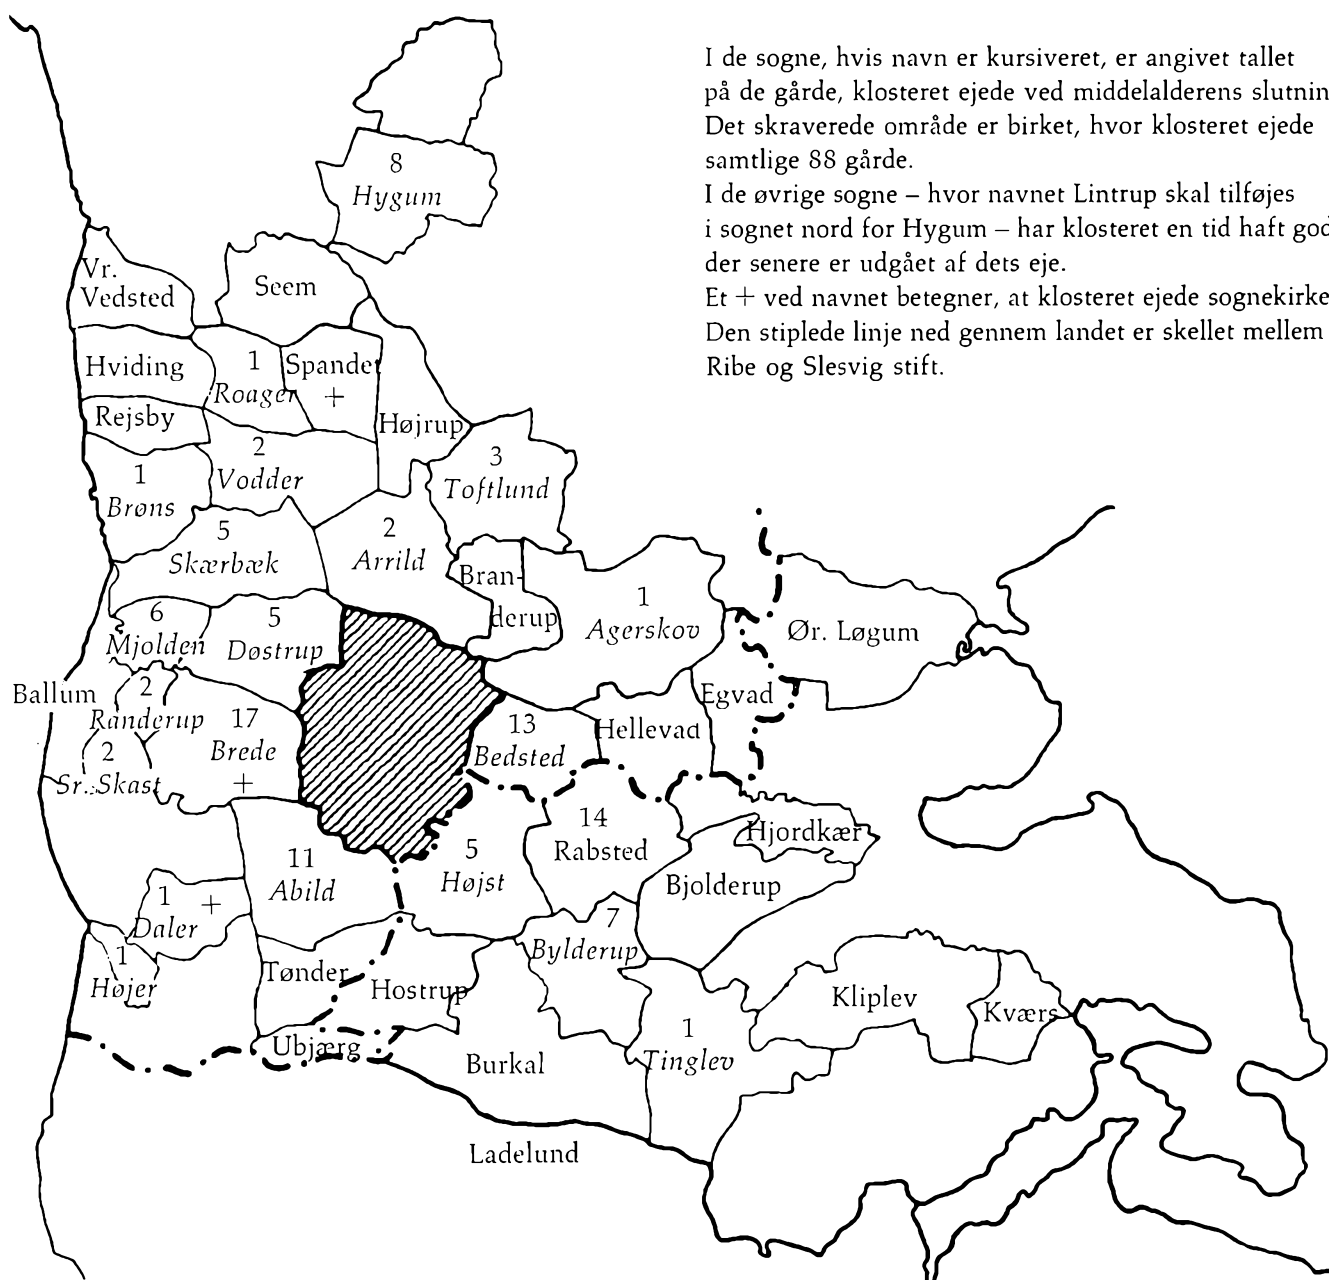 I de sogne, hvis navn er kursiveret, er angivet tallet
på de gårde, klosteret ejede ved middelalderens slutnin
Det skraverede område er birket, hvor klosteret ejede
samtlige 88 gårde.
I de øvrige sogne – hvor navnet Lintrup skal tilføjes
i sognet nord for Hygum – har klosteret en tid haft god
der senere er udgået af dets eje.
Et + ved navnet betegner, at klosteret ejede sognekirke
Den stiplede linje ned gennem landet er skellet mellem
Ribe og Slesvig stift.
8
Hygum
Vr.
Vedsted
Seem
Hviding
1
Roager
Spandet
+
Rejsby
Højrup
2
Vodder
3
Toftlund
1
Brøns
5
Skærbæk
2
Arrild
Bran-
derup
1
Agerskov
Ør. Løgum
6
Mjolden
5
Døstrup
Ballum
2
Randerup
17
Brede
+
Egvad
13
Bedsted
Hellevad
2
Sr. Skast
14
Rabsted
Hjordkær
11
Abild
5
Højst
Bjolderup
1 +
Daler
7
Bylderup
1
Højer
Tønder
Hostrup
Kliplev
Kværs
Ubjærg
Burkal
1
Tinglev
Ladelund